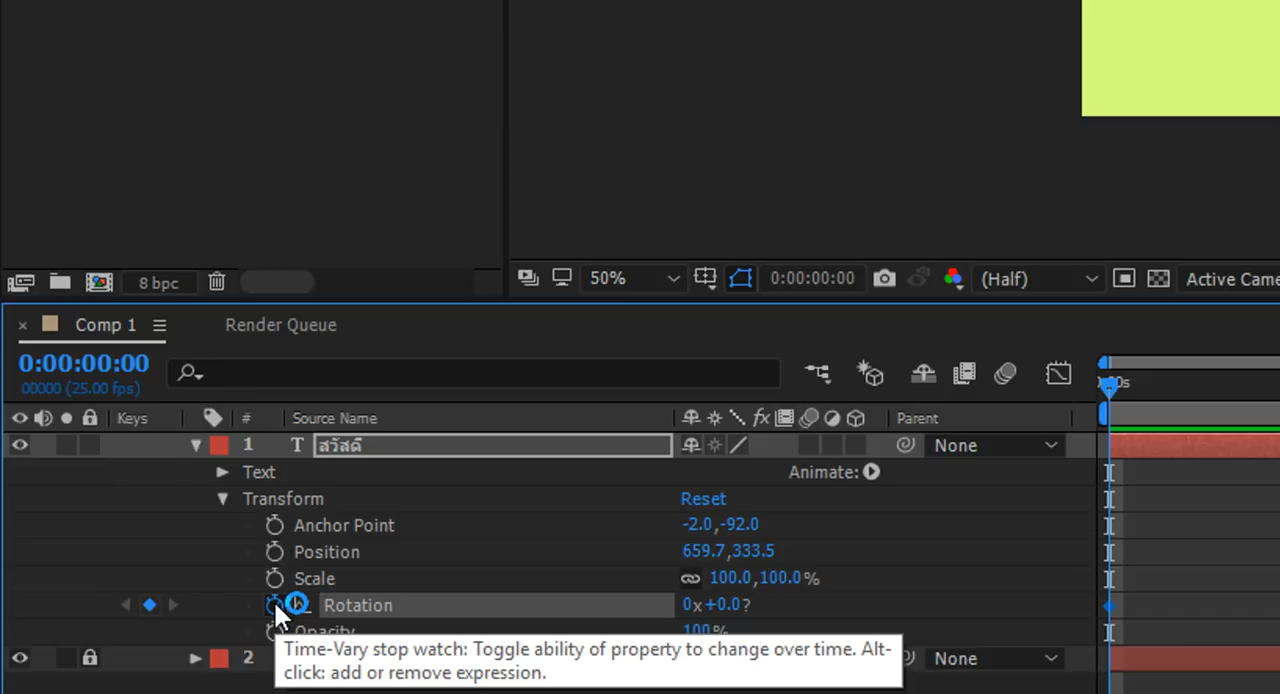 8 bpc
50%
0:00:00:00
(Half)
Active Came
Comp 1
Render Queue
0:00:00:00
00000 (25.00 fps)
Keys
#
Source Name
fx
Parent
1
T
สวัสดี
None
Text
Animate:
Transform
Reset
Anchor Point
-2.0,-92.0
Position
659.7,333.5
Scale
100.0,100.0%
Rotation
0x+0.0?
Opacity
100%
2
None
Time-Vary stop watch: Toggle ability of property to change over time. Alt-
click: add or remove expression.